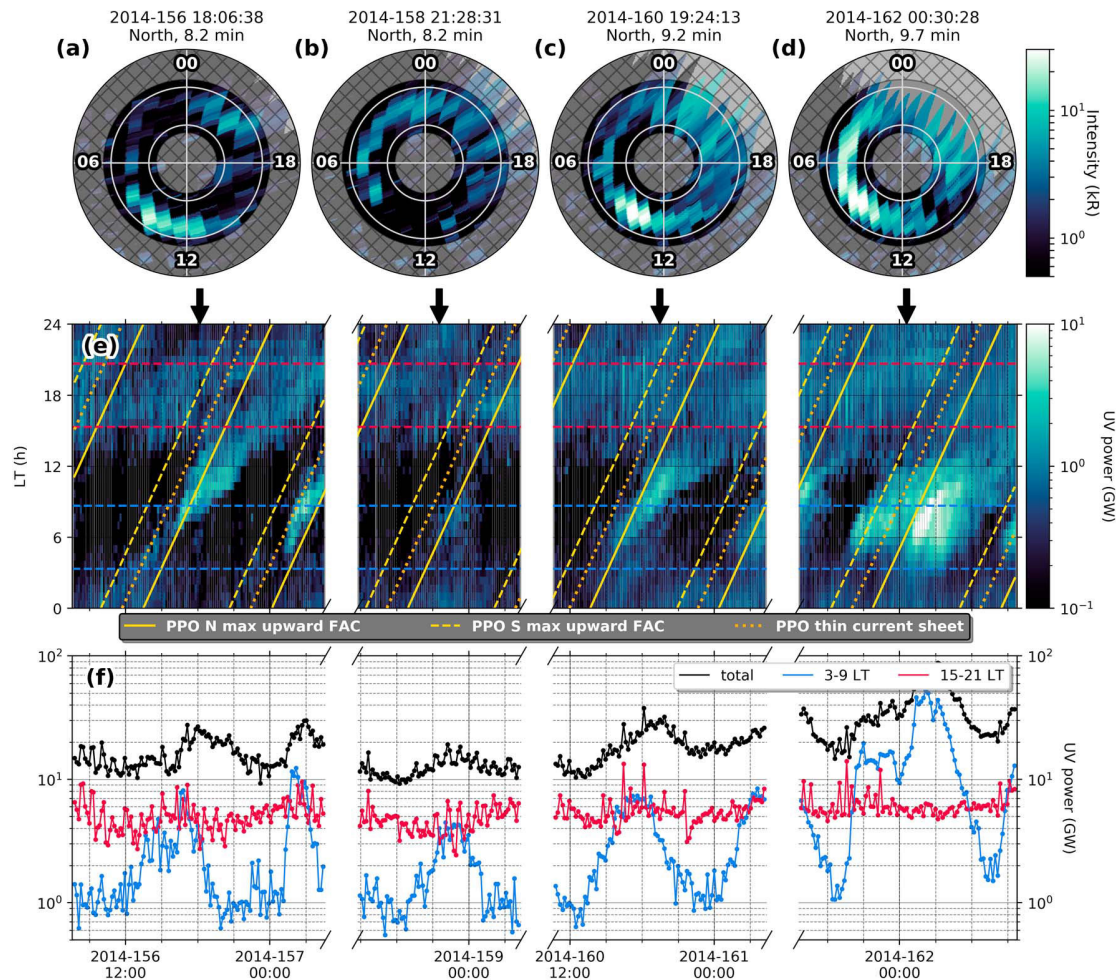 2014-156 18:06:38
North, 8.2 min
2014-158 21:28:31
North, 8.2 min
2014-160 19:24:13
North, 9.2 min
2014-162 00:30:28
North, 9.7 min
(a)
(b)
(c)
(d)
00
06
18
12
00
06
18
12
00
06
18
12
00
06
18
12
10¹
10⁰
Intensity (kR)
(e)
24
18
12
6
0
LT (h)
10¹
10⁰
10⁻¹
UV power (GW)
PPO N max upward FAC
PPO S max upward FAC
PPO thin current sheet
(f)
total
3-9 LT
15-21 LT
10²
10¹
10⁰
10²
10¹
10⁰
UV power (GW)
2014-156
12:00
2014-157
00:00
2014-159
00:00
2014-160
12:00
2014-161
00:00
2014-162
00:00